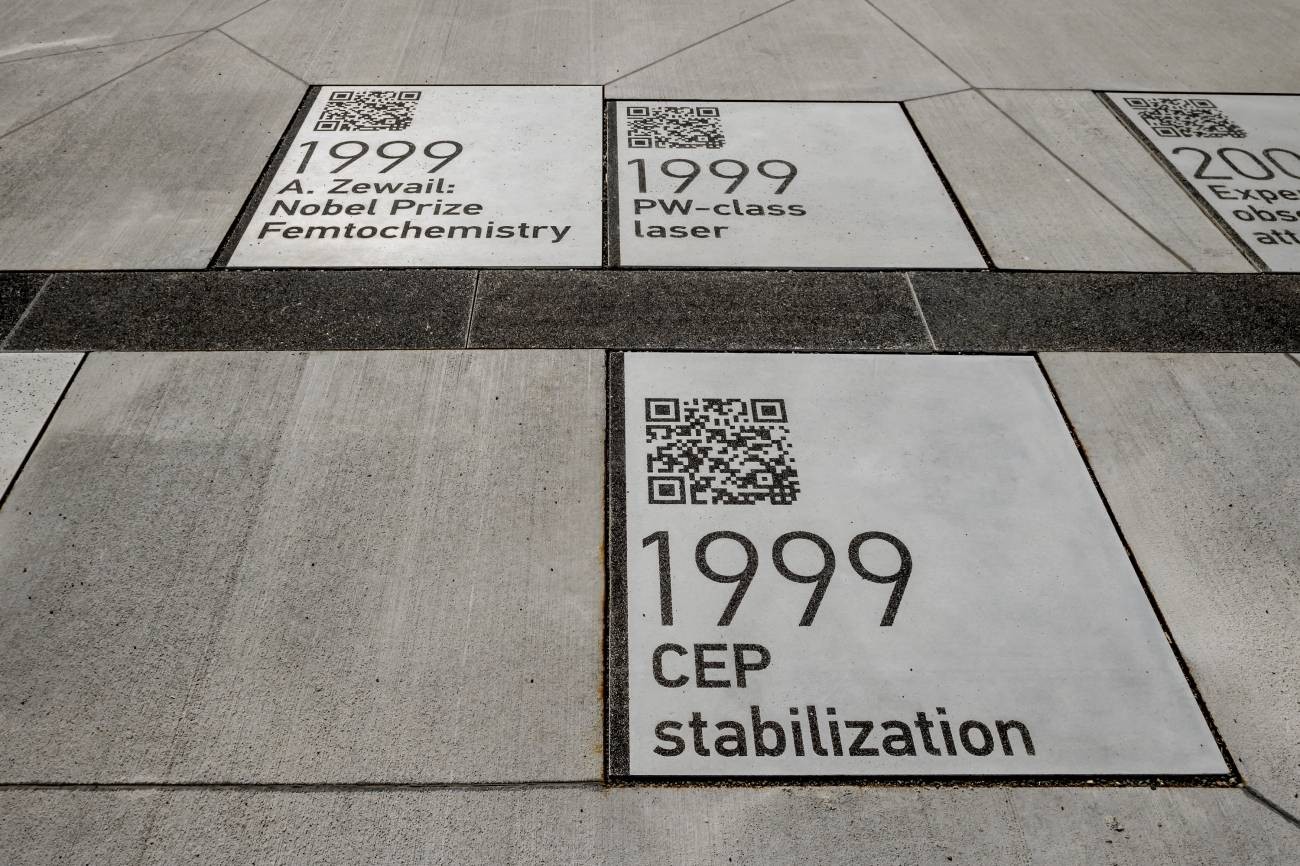 1999
A. Zewail:
Nobel Prize
Femtochemistry
1999
PW-class
laser
1999
CEP
stabilization